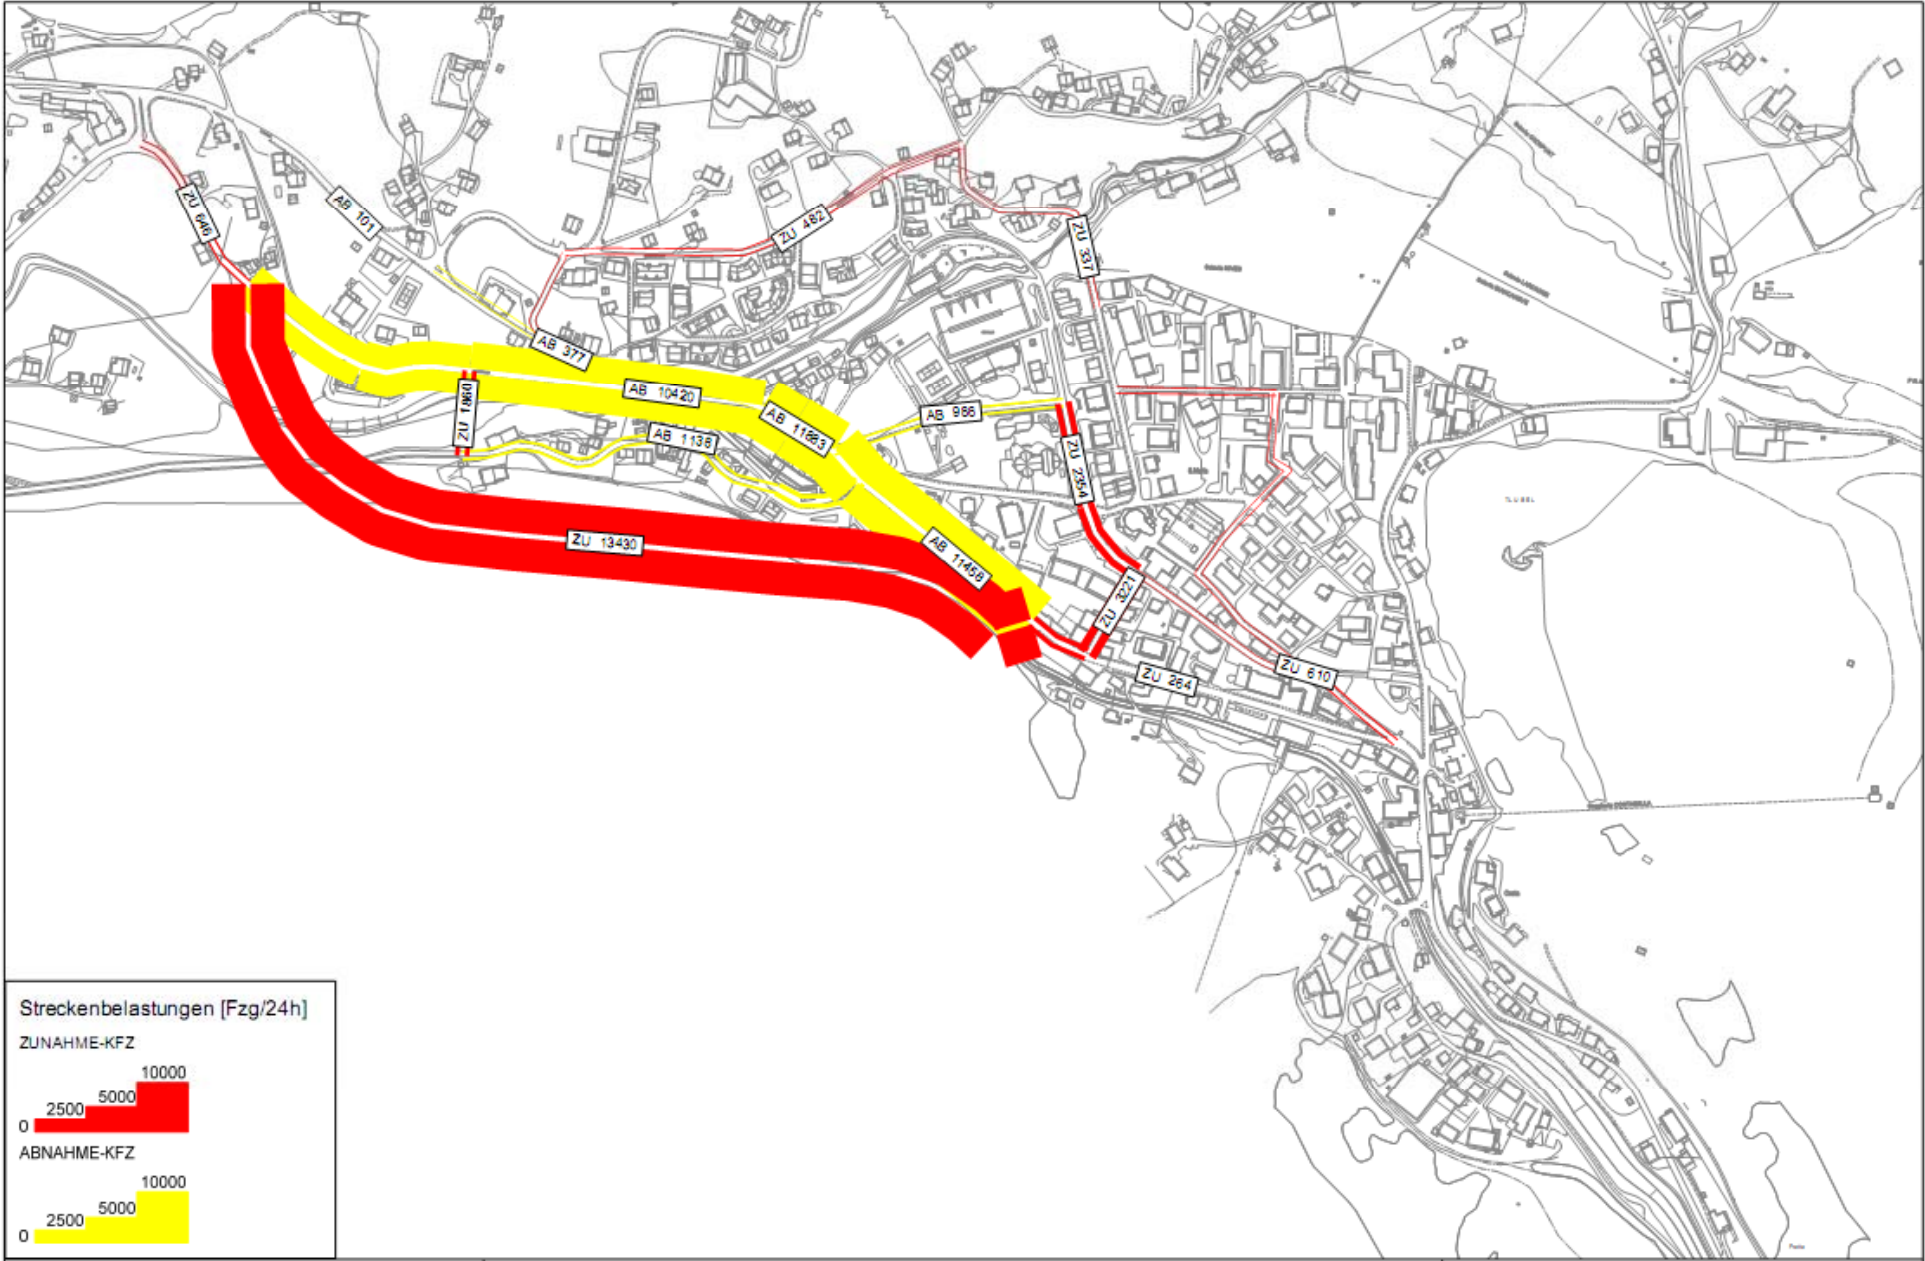 ZU 646
AB 101
ZU 482
ZU 337
AB 377
AB 10420
AB 11883
AB 986
ZU 1860
AB 1138
ZU 2354
ZU 13430
AB 11458
ZU 3221
ZU 264
ZU 610
Streckenbelastungen [Fzg/24h]
ZUNAHME-KFZ
10000
5000
2500
0
ABNAHME-KFZ
10000
5000
2500
0